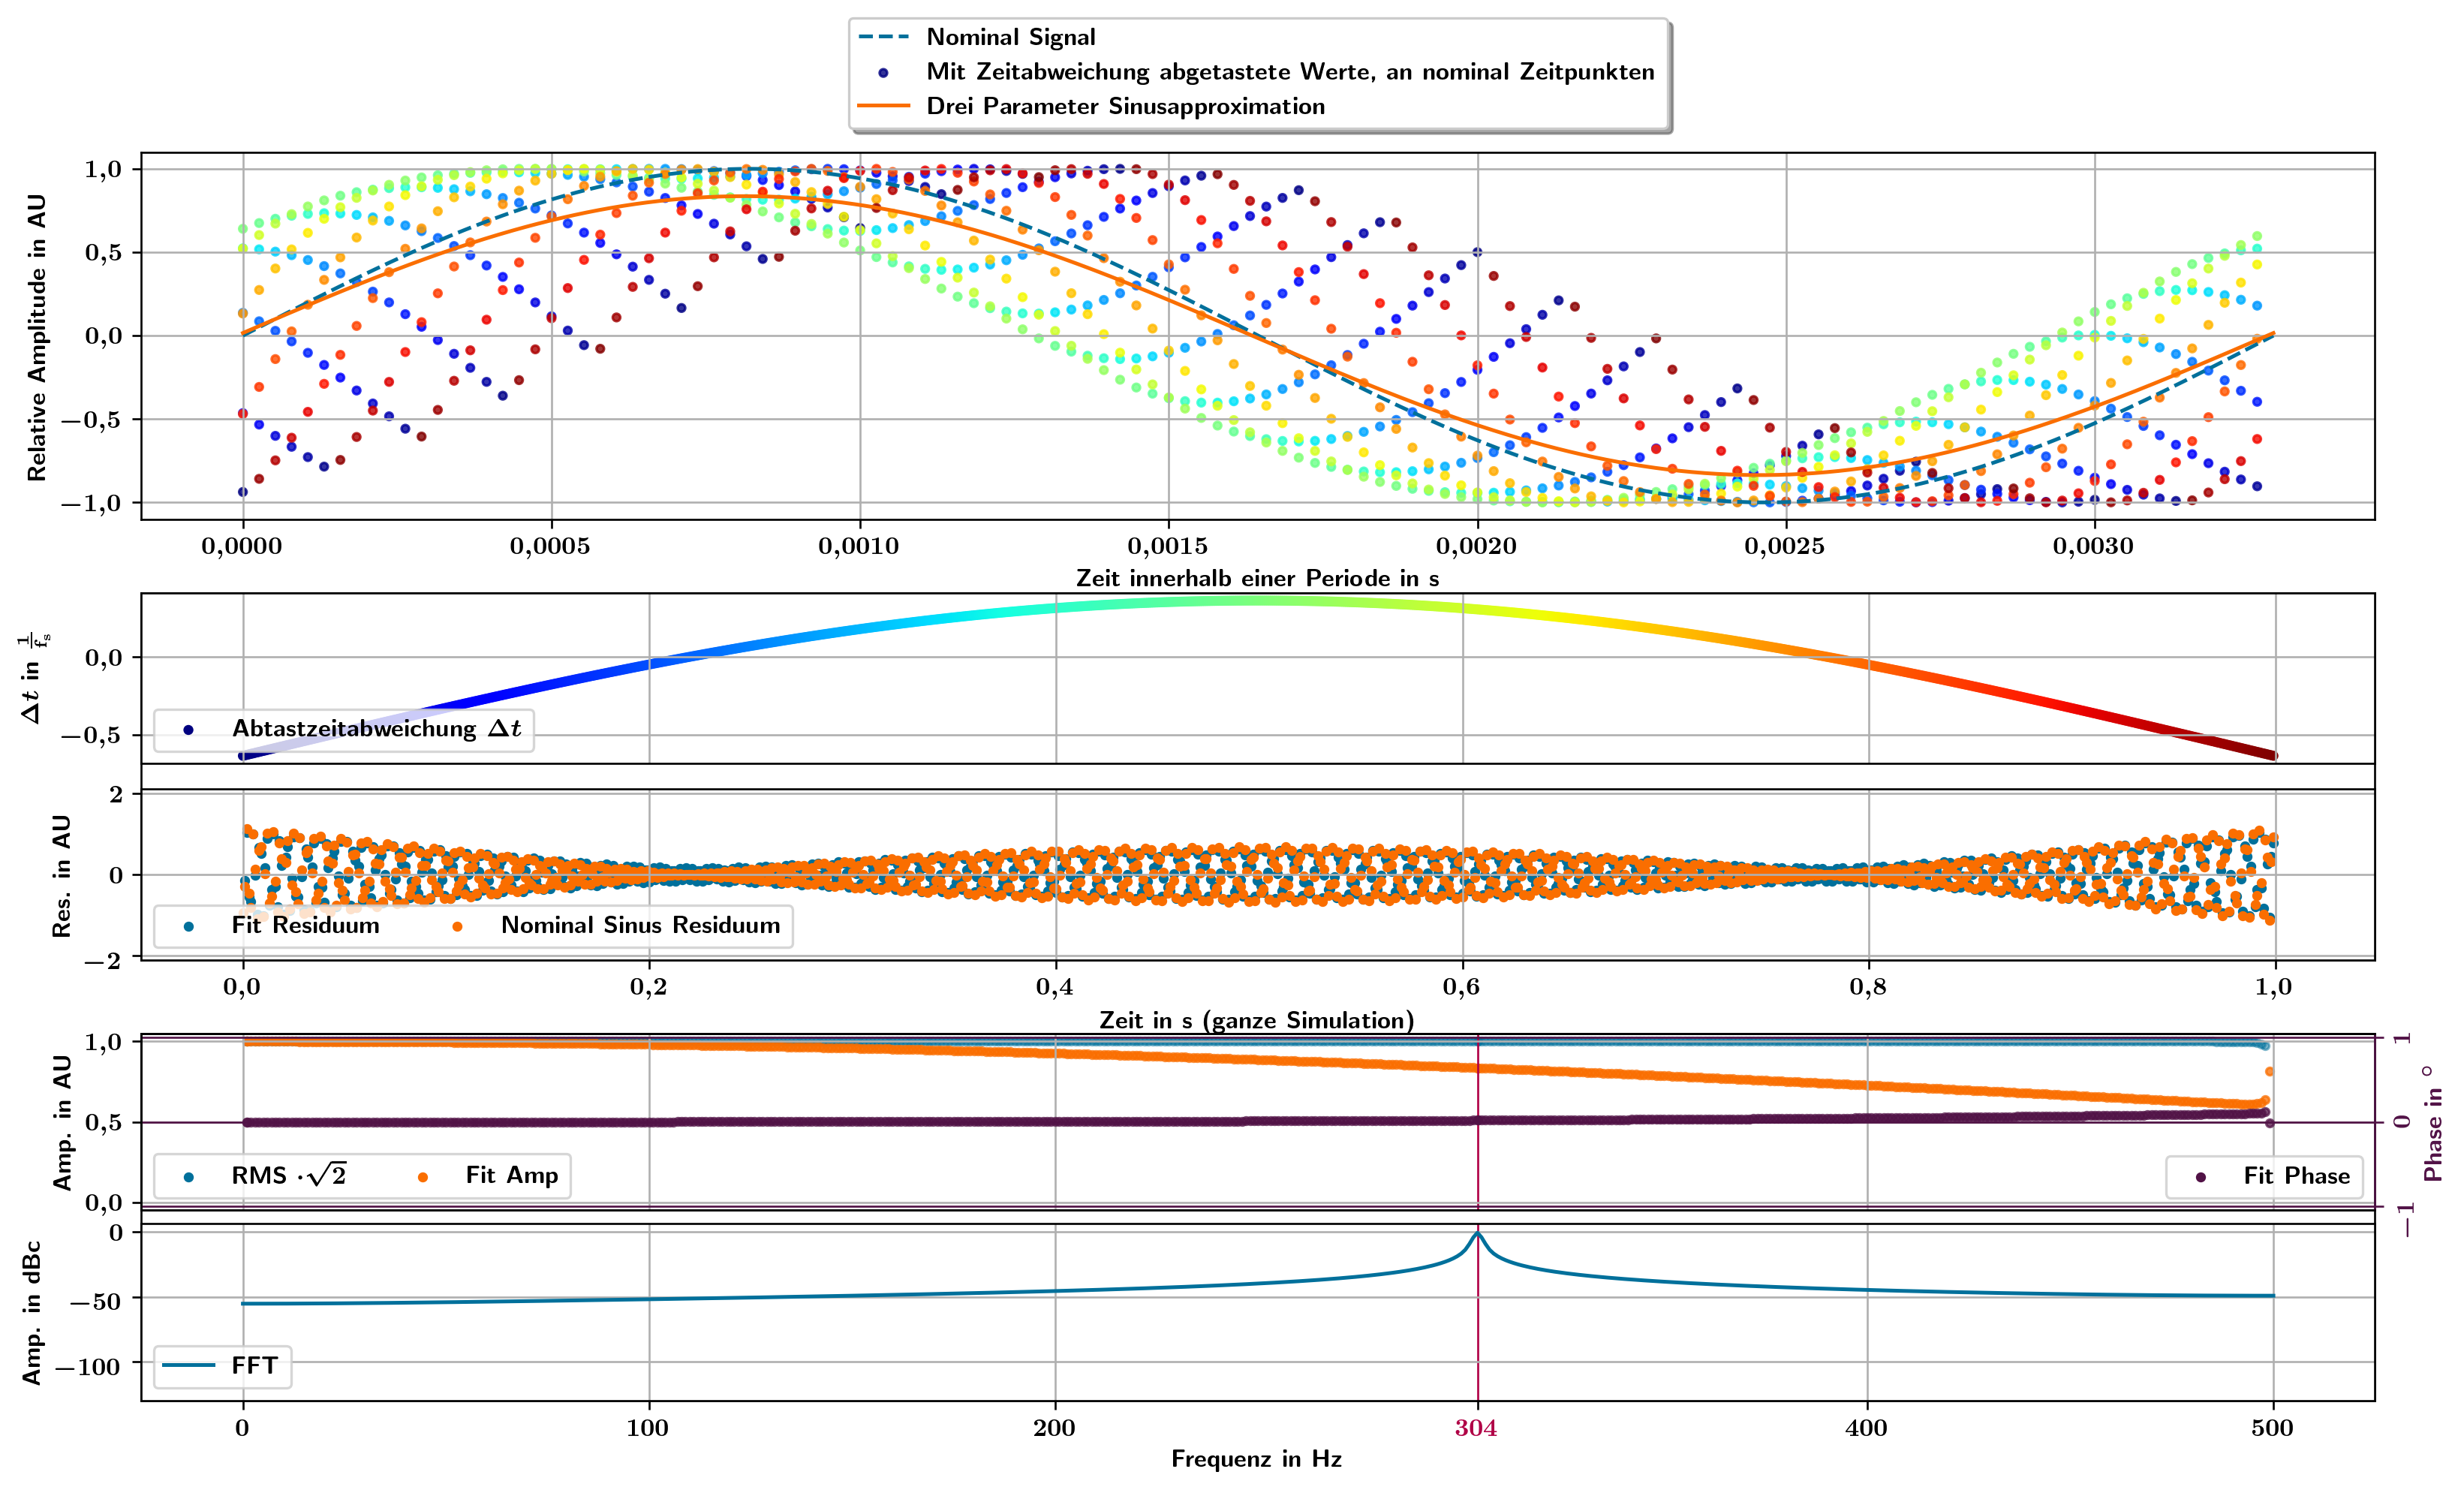 Nominal Signal
Mit Zeitabweichung abgetastete Werte, an nominal Zeitpunkten
Drei Parameter Sinusapproximation
Relative Amplitude in AU
1,0
0,5
0,0
−0,5
−1,0
0,0000 0,0005 0,0010 0,0015 0,0020 0,0025 0,0030
Zeit innerhalb einer Periode in s
Δt in 1/f_s
0,0
−0,5
Abtastzeitabweichung Δt
Res. in AU
2
0
−2
Fit Residuum Nominal Sinus Residuum
0,0 0,2 0,4 0,6 0,8 1,0
Zeit in s (ganze Simulation)
Amp. in AU
1,0
0,5
0,0
RMS ·√2 Fit Amp
Fit Phase
1
0
−1
Phase in °
Amp. in dBc
0
−50
−100
FFT
0 100 200 304 400 500
Frequenz in Hz